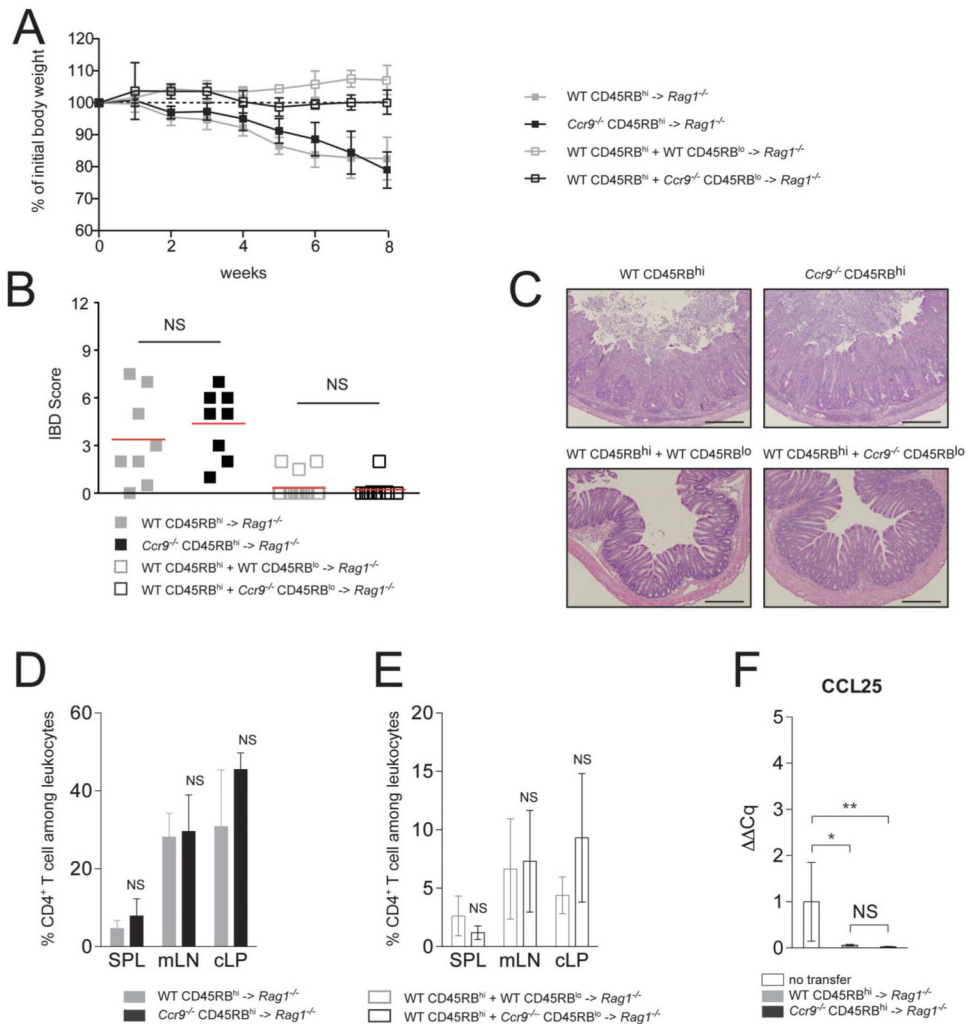 A
120
110
100
90
80
70
60
% of initial body weight
0 2 4 6 8
weeks
WT CD45RBhi -> Rag1-/-
Ccr9-/- CD45RBhi -> Rag1-/-
WT CD45RBhi + WT CD45RBlo -> Rag1-/-
WT CD45RBhi + Ccr9-/- CD45RBlo -> Rag1-/-
B
12
9
6
3
0
IBD Score
NS
NS
WT CD45RBhi -> Rag1-/-
Ccr9-/- CD45RBhi -> Rag1-/-
WT CD45RBhi + WT CD45RBlo -> Rag1-/-
WT CD45RBhi + Ccr9-/- CD45RBlo -> Rag1-/-
C
WT CD45RBhi
Ccr9-/- CD45RBhi
WT CD45RBhi + WT CD45RBlo
WT CD45RBhi + Ccr9-/- CD45RBlo
D
60
40
20
0
% CD4+ T cell among leukocytes
NS
NS
NS
SPL mLN cLP
WT CD45RBhi -> Rag1-/-
Ccr9-/- CD45RBhi -> Rag1-/-
E
20
15
10
5
0
% CD4+ T cell among leukocytes
NS
NS
NS
SPL mLN cLP
WT CD45RBhi + WT CD45RBlo -> Rag1-/-
WT CD45RBhi + Ccr9-/- CD45RBlo -> Rag1-/-
F
CCL25
5
4
3
2
1
0
ΔΔCq
**
*
NS
no transfer
WT CD45RBhi -> Rag1-/-
Ccr9-/- CD45RBhi -> Rag1-/-